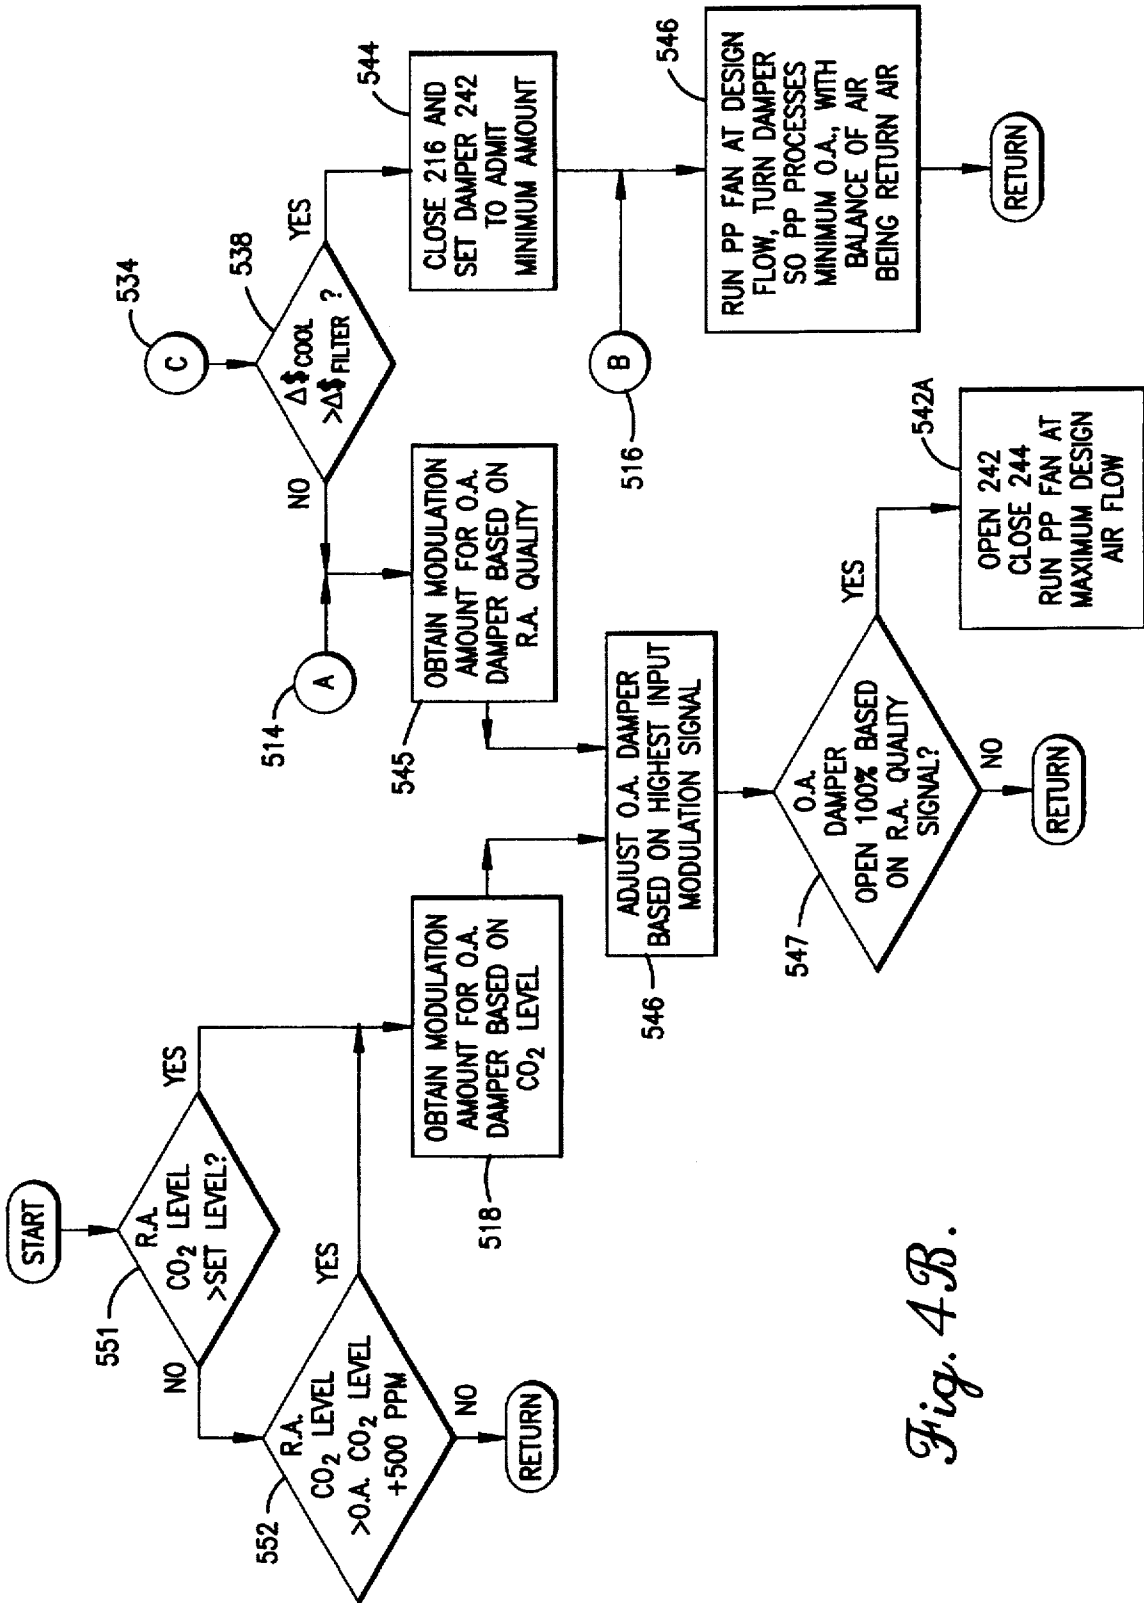 START
551
R.A.
CO₂ LEVEL
>SET LEVEL?
YES
NO
552
R.A.
CO₂ LEVEL
>O.A. CO₂ LEVEL
+500 PPM
YES
NO
RETURN
OBTAIN MODULATION
AMOUNT FOR O.A.
DAMPER BASED ON
CO₂ LEVEL
518
534
C
538
Δ$ COOL
>Δ$ FILTER ?
YES
NO
544
CLOSE 216 AND
SET DAMPER 242
TO ADMIT
MINIMUM AMOUNT
514
A
OBTAIN MODULATION
AMOUNT FOR O.A.
DAMPER BASED ON
R.A. QUALITY
545
B
516
546
RUN PP FAN AT DESIGN
FLOW, TURN DAMPER
SO PP PROCESSES
MINIMUM O.A., WITH
BALANCE OF AIR
BEING RETURN AIR
RETURN
ADJUST O.A. DAMPER
BASED ON HIGHEST INPUT
MODULATION SIGNAL
546
O.A.
DAMPER
OPEN 100% BASED
ON R.A. QUALITY
SIGNAL?
547
YES
NO
RETURN
542A
OPEN 242
CLOSE 244
RUN PP FAN AT
MAXIMUM DESIGN
AIR FLOW
Fig. 4B.